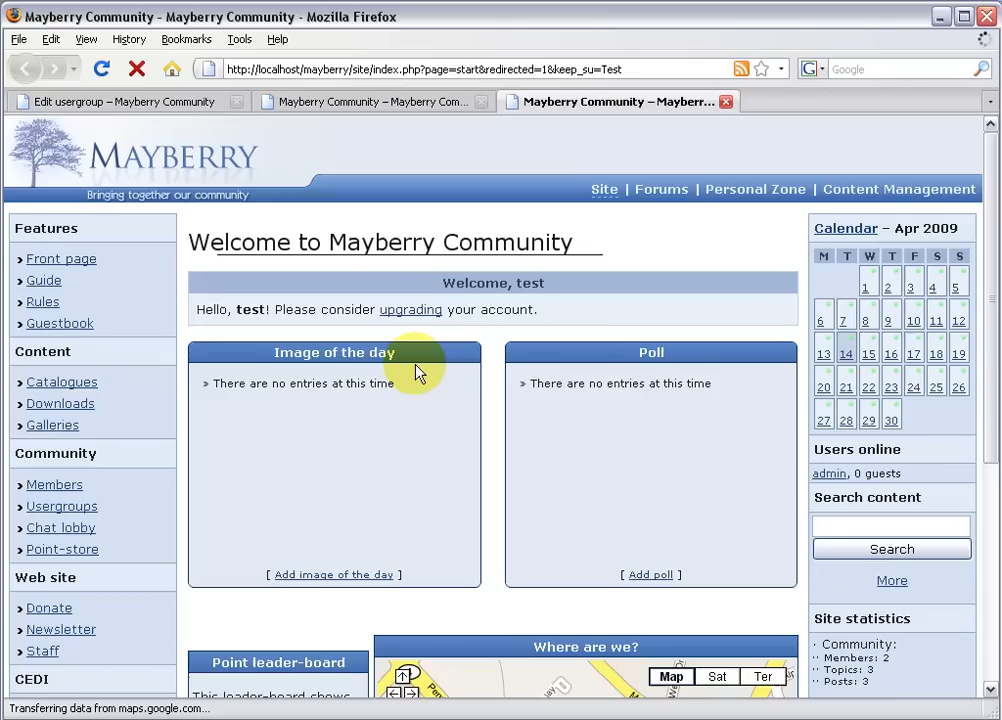 Mayberry Community - Mayberry Community - Mozilla Firefox
File Edit View History Bookmarks Tools Help
http://localhost/mayberry/site/index.php?page=start&redirected=1&keep_su=Test
G Google
Edit usergroup – Mayberry Community
Mayberry Community – Mayberry Com...
Mayberry Community – Mayberr...
MAYBERRY
Bringing together our community
Site | Forums | Personal Zone | Content Management
Features
Front page
Guide
Rules
Guestbook
Content
Catalogues
Downloads
Galleries
Community
Members
Usergroups
Chat lobby
Point-store
Web site
Donate
Newsletter
Staff
CEDI
Welcome to Mayberry Community
Welcome, test
Hello, test! Please consider upgrading your account.
Image of the day
» There are no entries at this time
[ Add image of the day ]
Poll
» There are no entries at this time
[ Add poll ]
Point leader-board
This leader-board shows
Where are we?
Map Sat Ter
Calendar – Apr 2009
M T W T F S S
1 2 3 4 5
6 7 8 9 10 11 12
13 14 15 16 17 18 19
20 21 22 23 24 25 26
27 28 29 30
Users online
admin, 0 guests
Search content
Search
More
Site statistics
· Community:
·· Members: 2
·· Topics: 3
·· Posts: 3
Transferring data from maps.google.com...